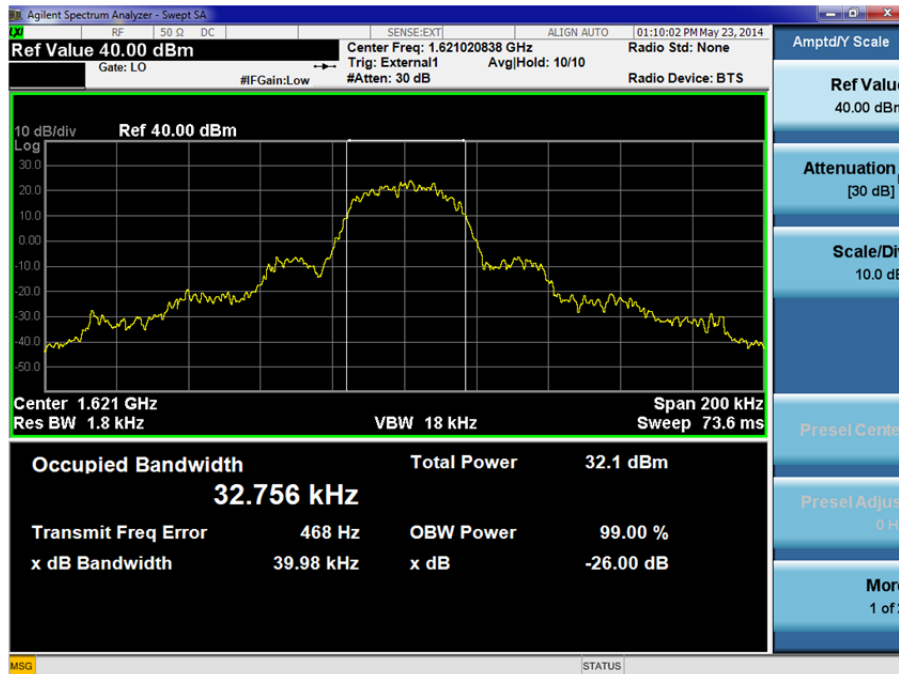 Agilent Spectrum Analyzer - Swept SA
RF 50 Ω DC SENSE:EXT ALIGN AUTO 01:10:02 PM May 23, 2014
Ref Value 40.00 dBm
Center Freq: 1.621020838 GHz Radio Std: None
Gate: LO Trig: External1 Avg|Hold: 10/10
#IFGain:Low #Atten: 30 dB Radio Device: BTS
10 dB/div Ref 40.00 dBm
Log
30.0
20.0
10.0
0.00
-10.0
-20.0
-30.0
-40.0
-50.0
Center 1.621 GHz Span 200 kHz
Res BW 1.8 kHz VBW 18 kHz Sweep 73.6 ms
Occupied Bandwidth Total Power 32.1 dBm
32.756 kHz
Transmit Freq Error 468 Hz OBW Power 99.00 %
x dB Bandwidth 39.98 kHz x dB -26.00 dB
MSG STATUS
Amptd/Y Scale
Ref Value
40.00 dBm
Attenuation
[30 dB]
Scale/Div
10.0 dB
Presel Center
Presel Adjus
0 H
More
1 of